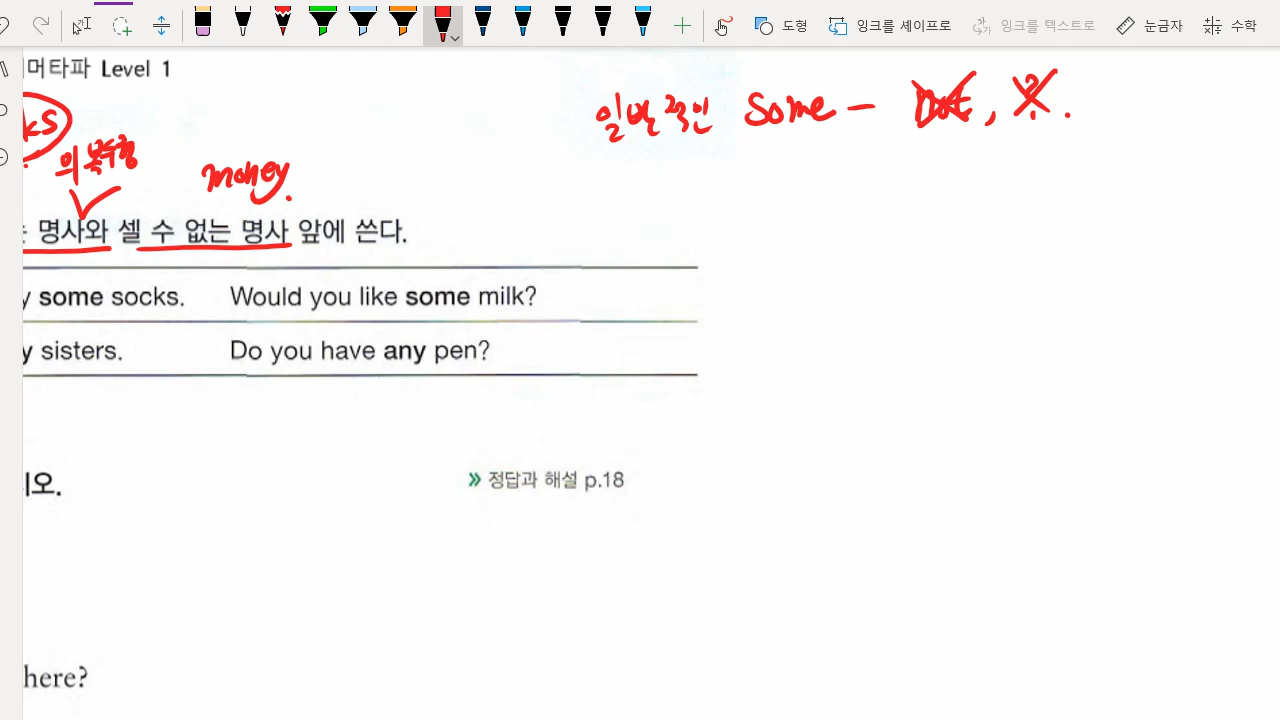 도형 잉크를 셰이프로 잉크를 텍스트로 눈금자 수학
머타파 Level 1
일반적인 some - not, ?.
ks
의 복수형
money.
명사와 셀 수 없는 명사 앞에 쓴다.
y some socks. Would you like some milk?
y sisters. Do you have any pen?
시오.
» 정답과 해설 p.18
here?